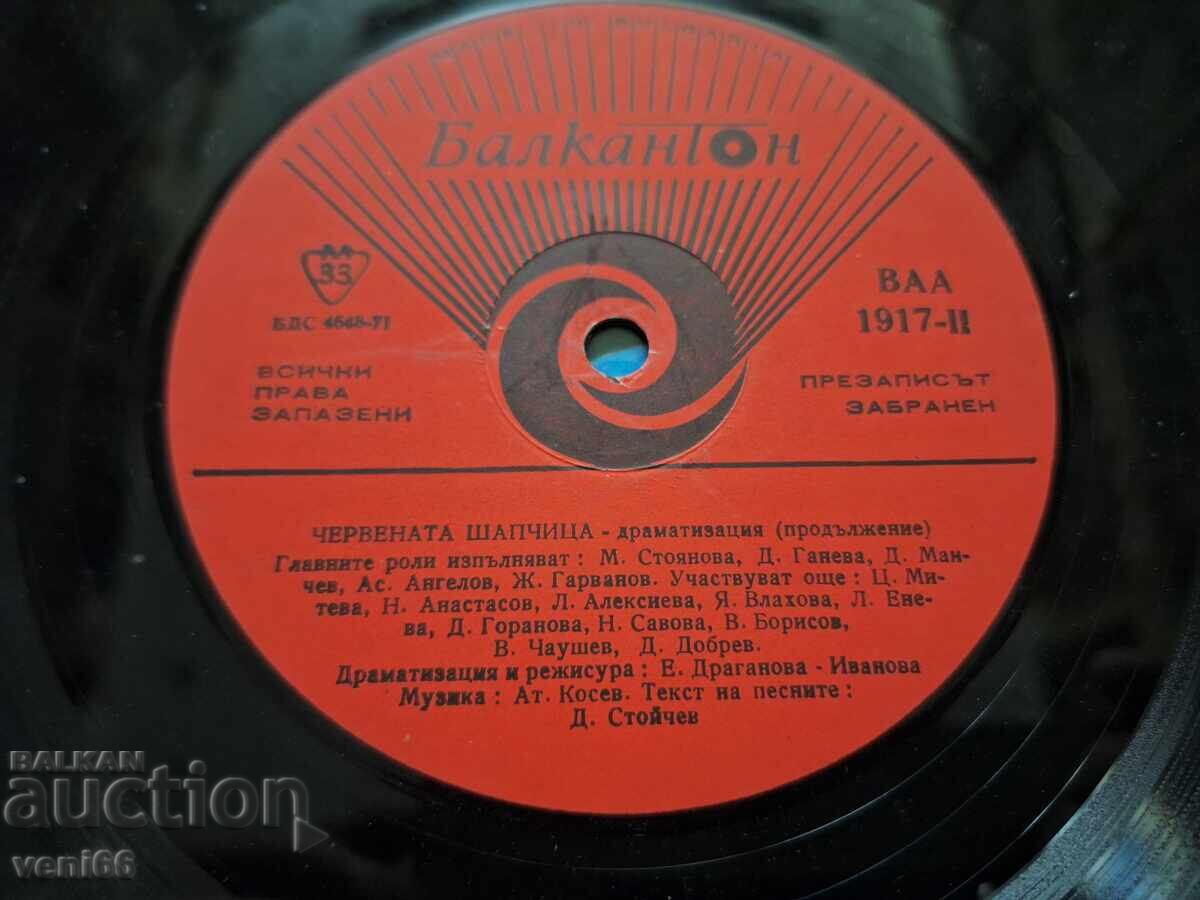 Балкантон
33
БДС 4648-71
ВСИЧКИ
ПРАВА
ЗАПАЗЕНИ
ВАА
1917-II
ПРЕЗАПИСЪТ
ЗАБРАНЕН
ЧЕРВЕНАТА ШАПЧИЦА - драматизация (продължение)
Главните роли изпълняват : М. Стоянова, Д. Ганева, Д. Ман-
чев, Ас. Ангелов, Ж. Гарванов. Участвуват още : Ц. Ми-
тева, Н. Анастасов, Л. Алексиева, Я. Влахова, Л. Ене-
ва, Д. Горанова, Н. Савова, В. Борисов,
В. Чаушев, Д. Добрев.
Драматизация и режисура : Е. Драганова - Иванова
Музика : Ат. Косев. Текст на песните :
Д. Стойчев
BALKAN
auction
veni66